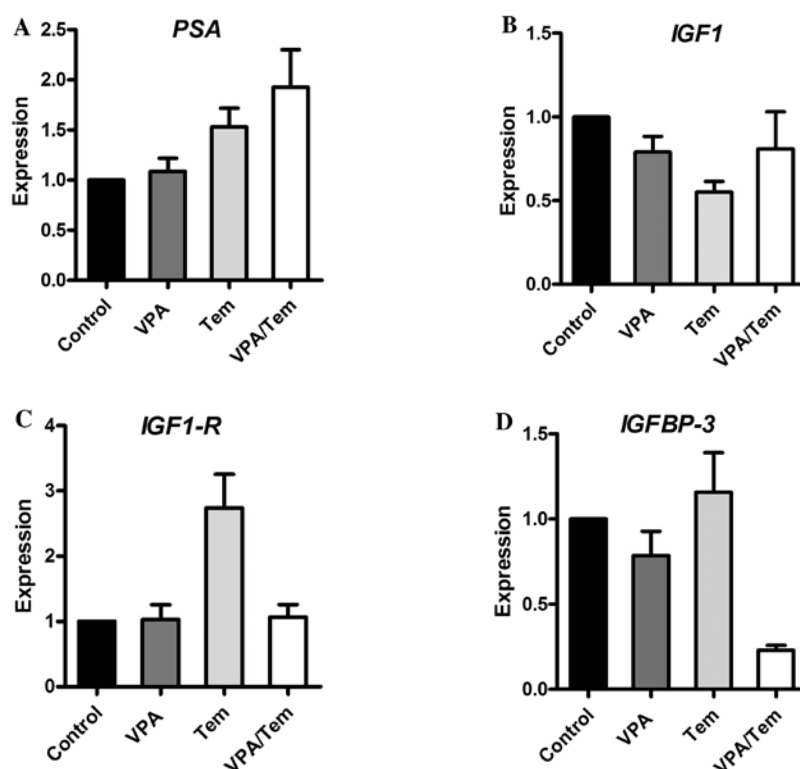 A
PSA
Expression
2.5
2.0
1.5
1.0
0.5
0.0
Control
VPA
Tem
VPA/Tem
B
IGF1
Expression
1.5
1.0
0.5
0.0
Control
VPA
Tem
VPA/Tem
C
IGF1-R
Expression
4
3
2
1
0
Control
VPA
Tem
VPA/Tem
D
IGFBP-3
Expression
1.5
1.0
0.5
0.0
Control
VPA
Tem
VPA/Tem